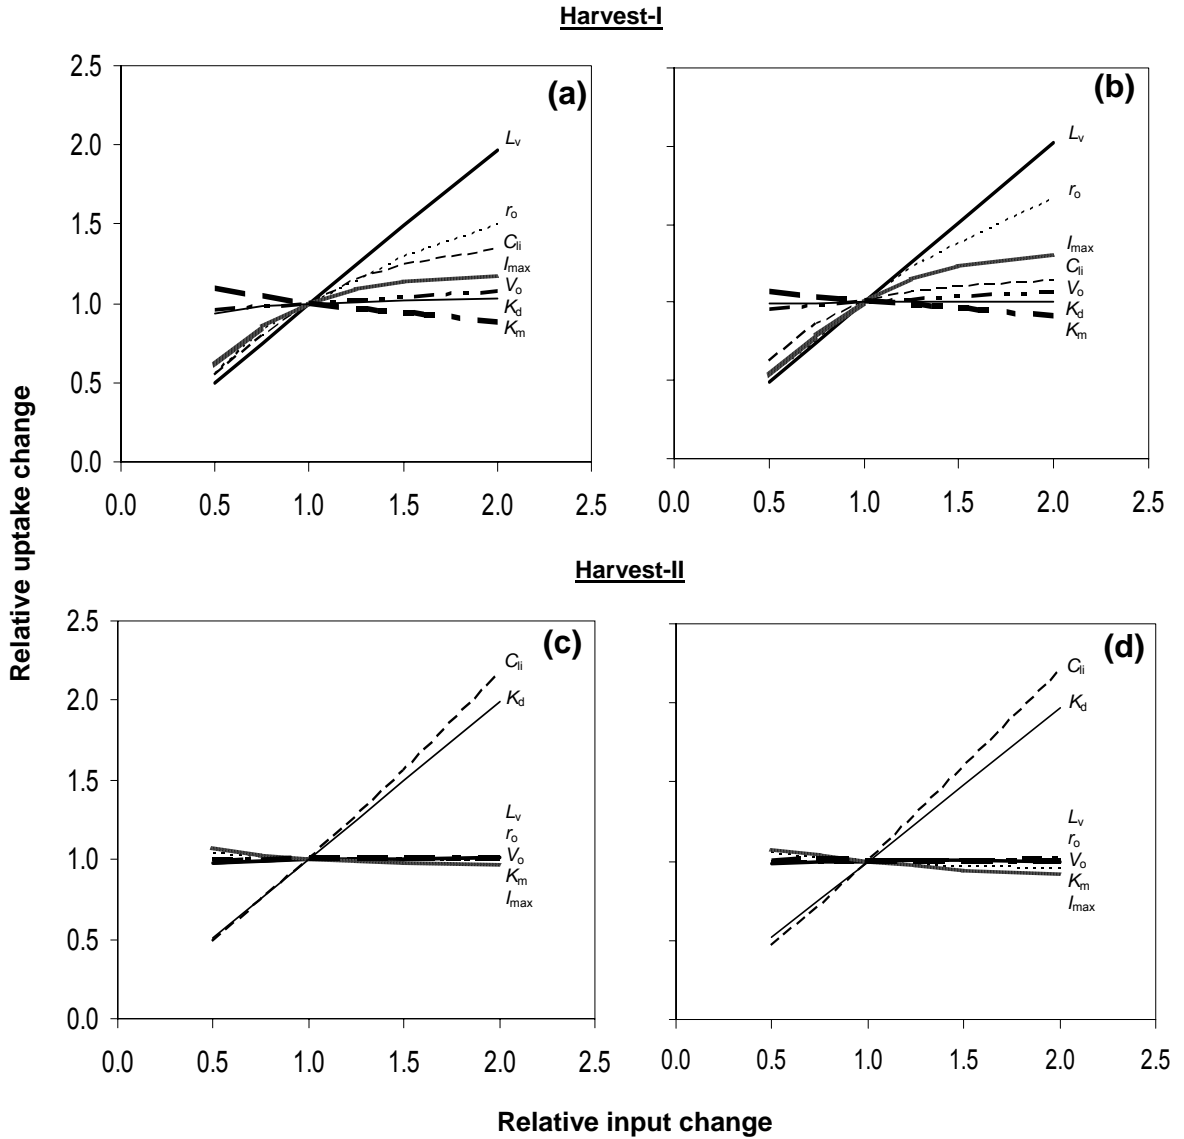 Harvest-I
(a)
2.5
2.0
1.5
1.0
0.5
0.0
0.0 0.5 1.0 1.5 2.0 2.5
Lv
ro
Cli
Imax
Vo
Kd
Km
(b)
Lv
ro
Imax
Cli
Vo
Kd
Km
0.0 0.5 1.0 1.5 2.0 2.5
Relative uptake change
Harvest-II
(c)
2.5
2.0
1.5
1.0
0.5
0.0
0.0 0.5 1.0 1.5 2.0 2.5
Cli
Kd
Lv
ro
Vo
Km
Imax
(d)
Cli
Kd
Lv
ro
Vo
Km
Imax
0.0 0.5 1.0 1.5 2.0 2.5
Relative input change